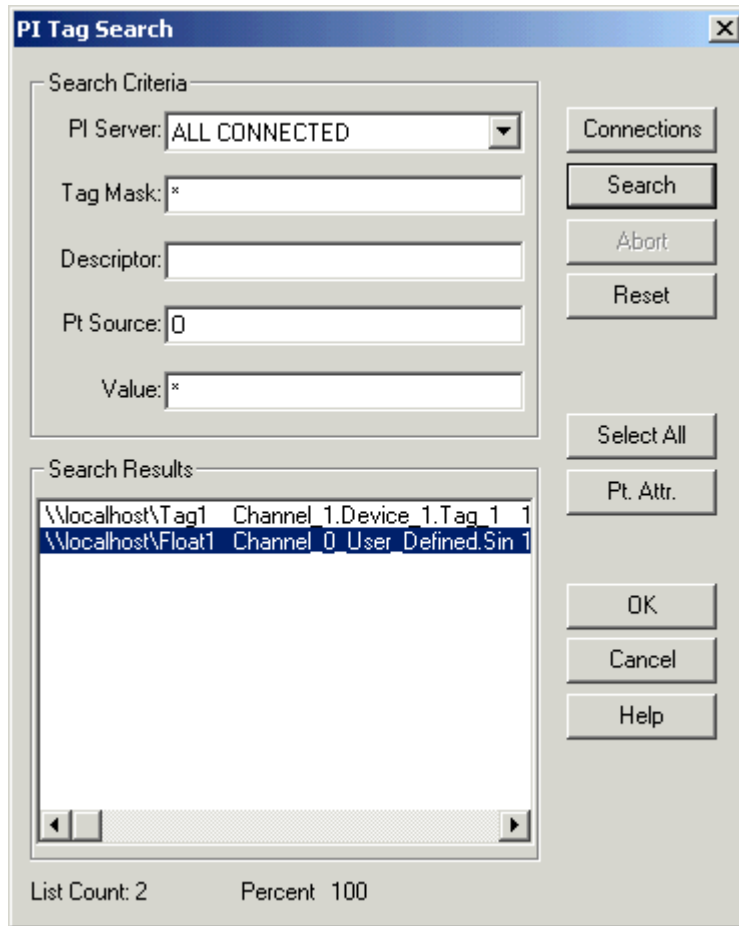 PI Tag Search
Search Criteria
PI Server: ALL CONNECTED
Tag Mask: *
Descriptor:
Pt Source: O
Value: *
Connections
Search
Abort
Reset
Select All
Pt. Attr.
Search Results
\\localhost\Tag1 Channel_1.Device_1.Tag_1 1
\\localhost\Float1 Channel_0_User_Defined.Sin 1
OK
Cancel
Help
List Count: 2 Percent 100